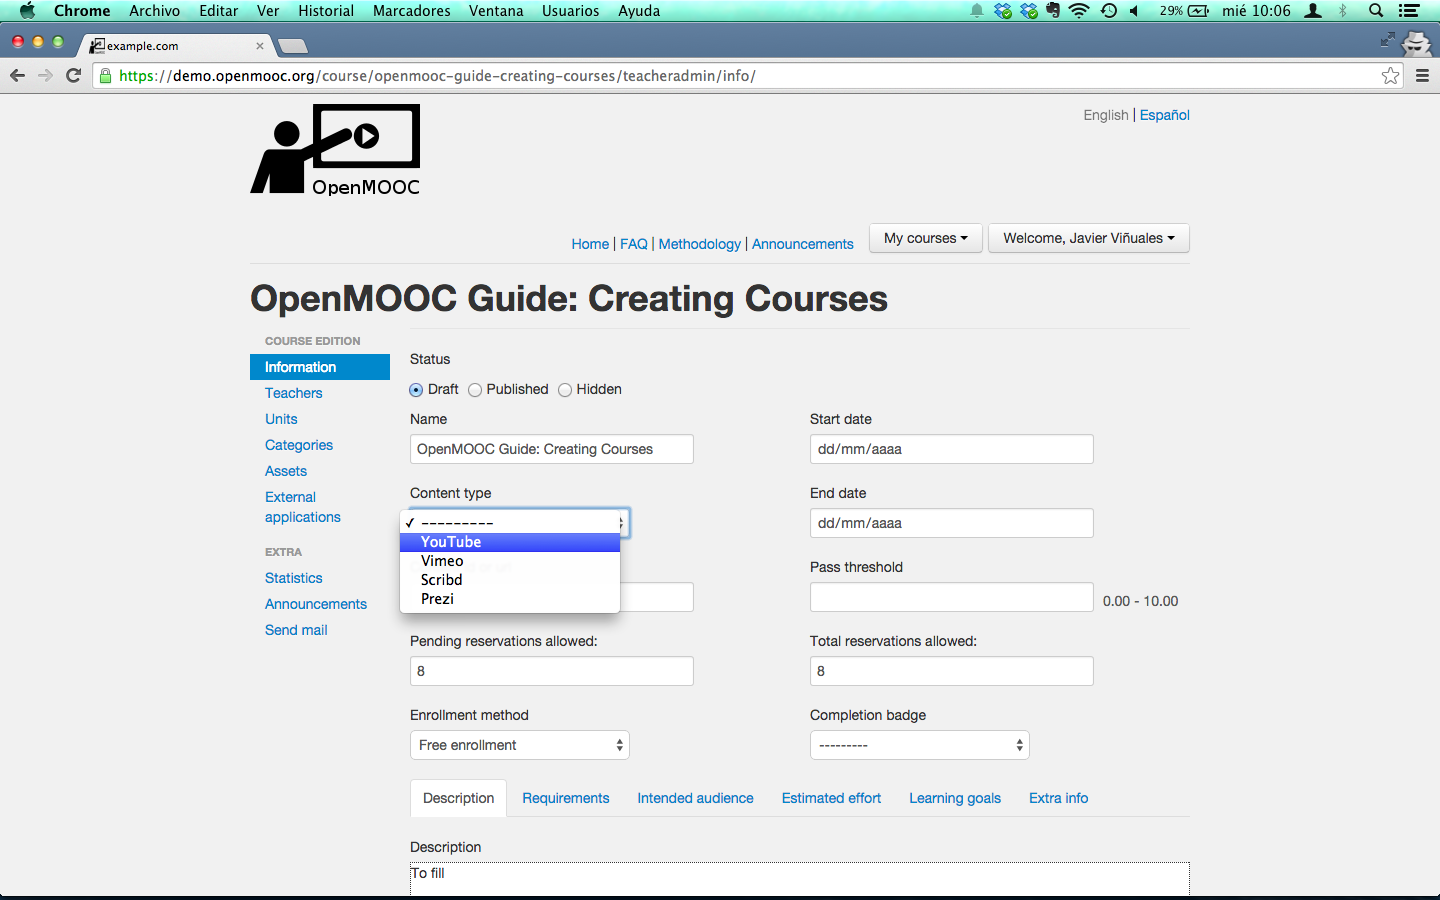 Chrome Archivo Editar Ver Historial Marcadores Ventana Usuarios Ayuda 29% mié 10:06
example.com
https://demo.openmooc.org/course/openmooc-guide-creating-courses/teacheradmin/info/
English | Español
OpenMOOC
Home | FAQ | Methodology | Announcements My courses Welcome, Javier Viñuales
OpenMOOC Guide: Creating Courses
COURSE EDITION
Information
Teachers
Units
Categories
Assets
External
applications
EXTRA
Statistics
Announcements
Send mail
Status
Draft Published Hidden
Name Start date
OpenMOOC Guide: Creating Courses dd/mm/aaaa
Content type End date
✓ --------- dd/mm/aaaa
YouTube
Vimeo Pass threshold
Scribd
Prezi 0.00 - 10.00
Pending reservations allowed: Total reservations allowed:
8 8
Enrollment method Completion badge
Free enrollment ---------
Description Requirements Intended audience Estimated effort Learning goals Extra info
Description
To fill